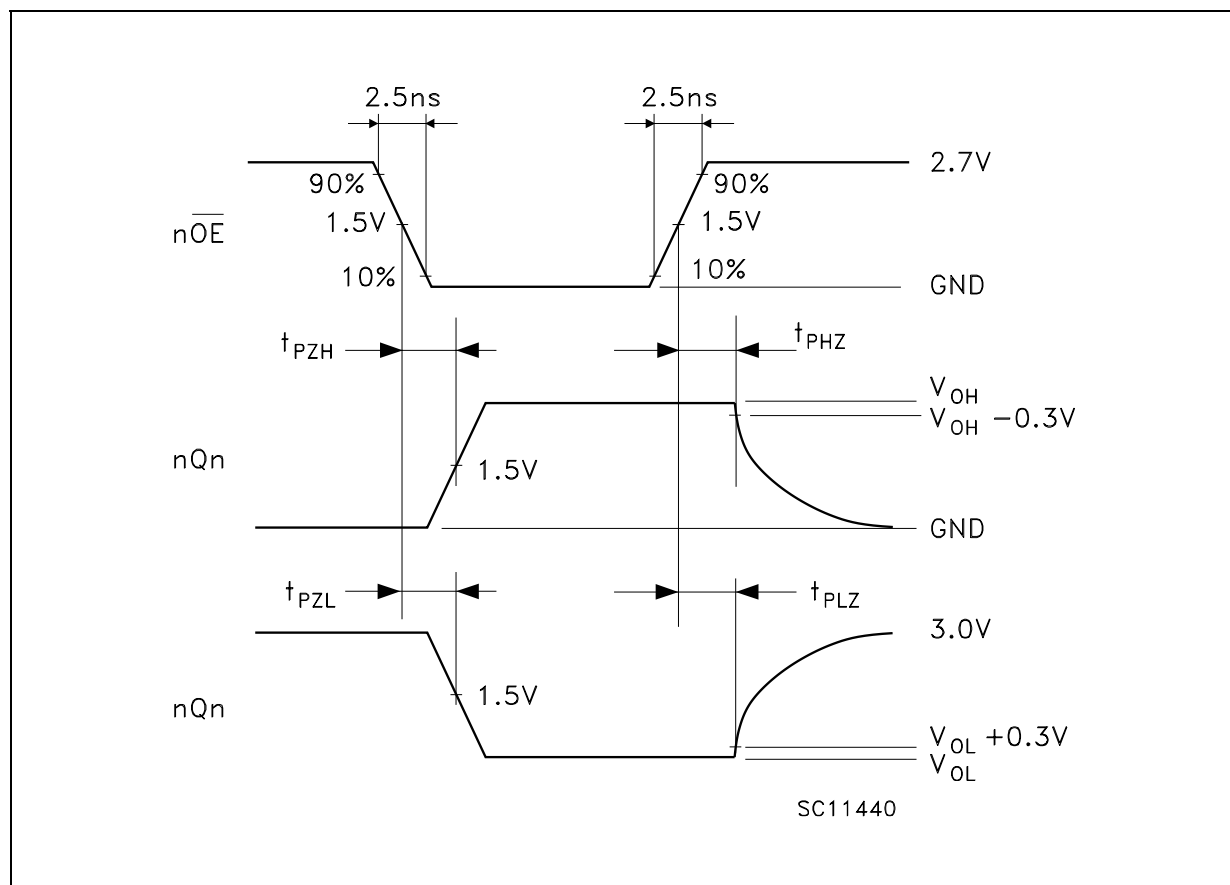 2.5ns 2.5ns
2.7V
90% 90%
nOE 1.5V 1.5V
10% 10%
GND
tPZH tPHZ
VOH
VOH −0.3V
nQn 1.5V
GND
tPZL tPLZ
3.0V
nQn 1.5V
VOL +0.3V
VOL
SC11440